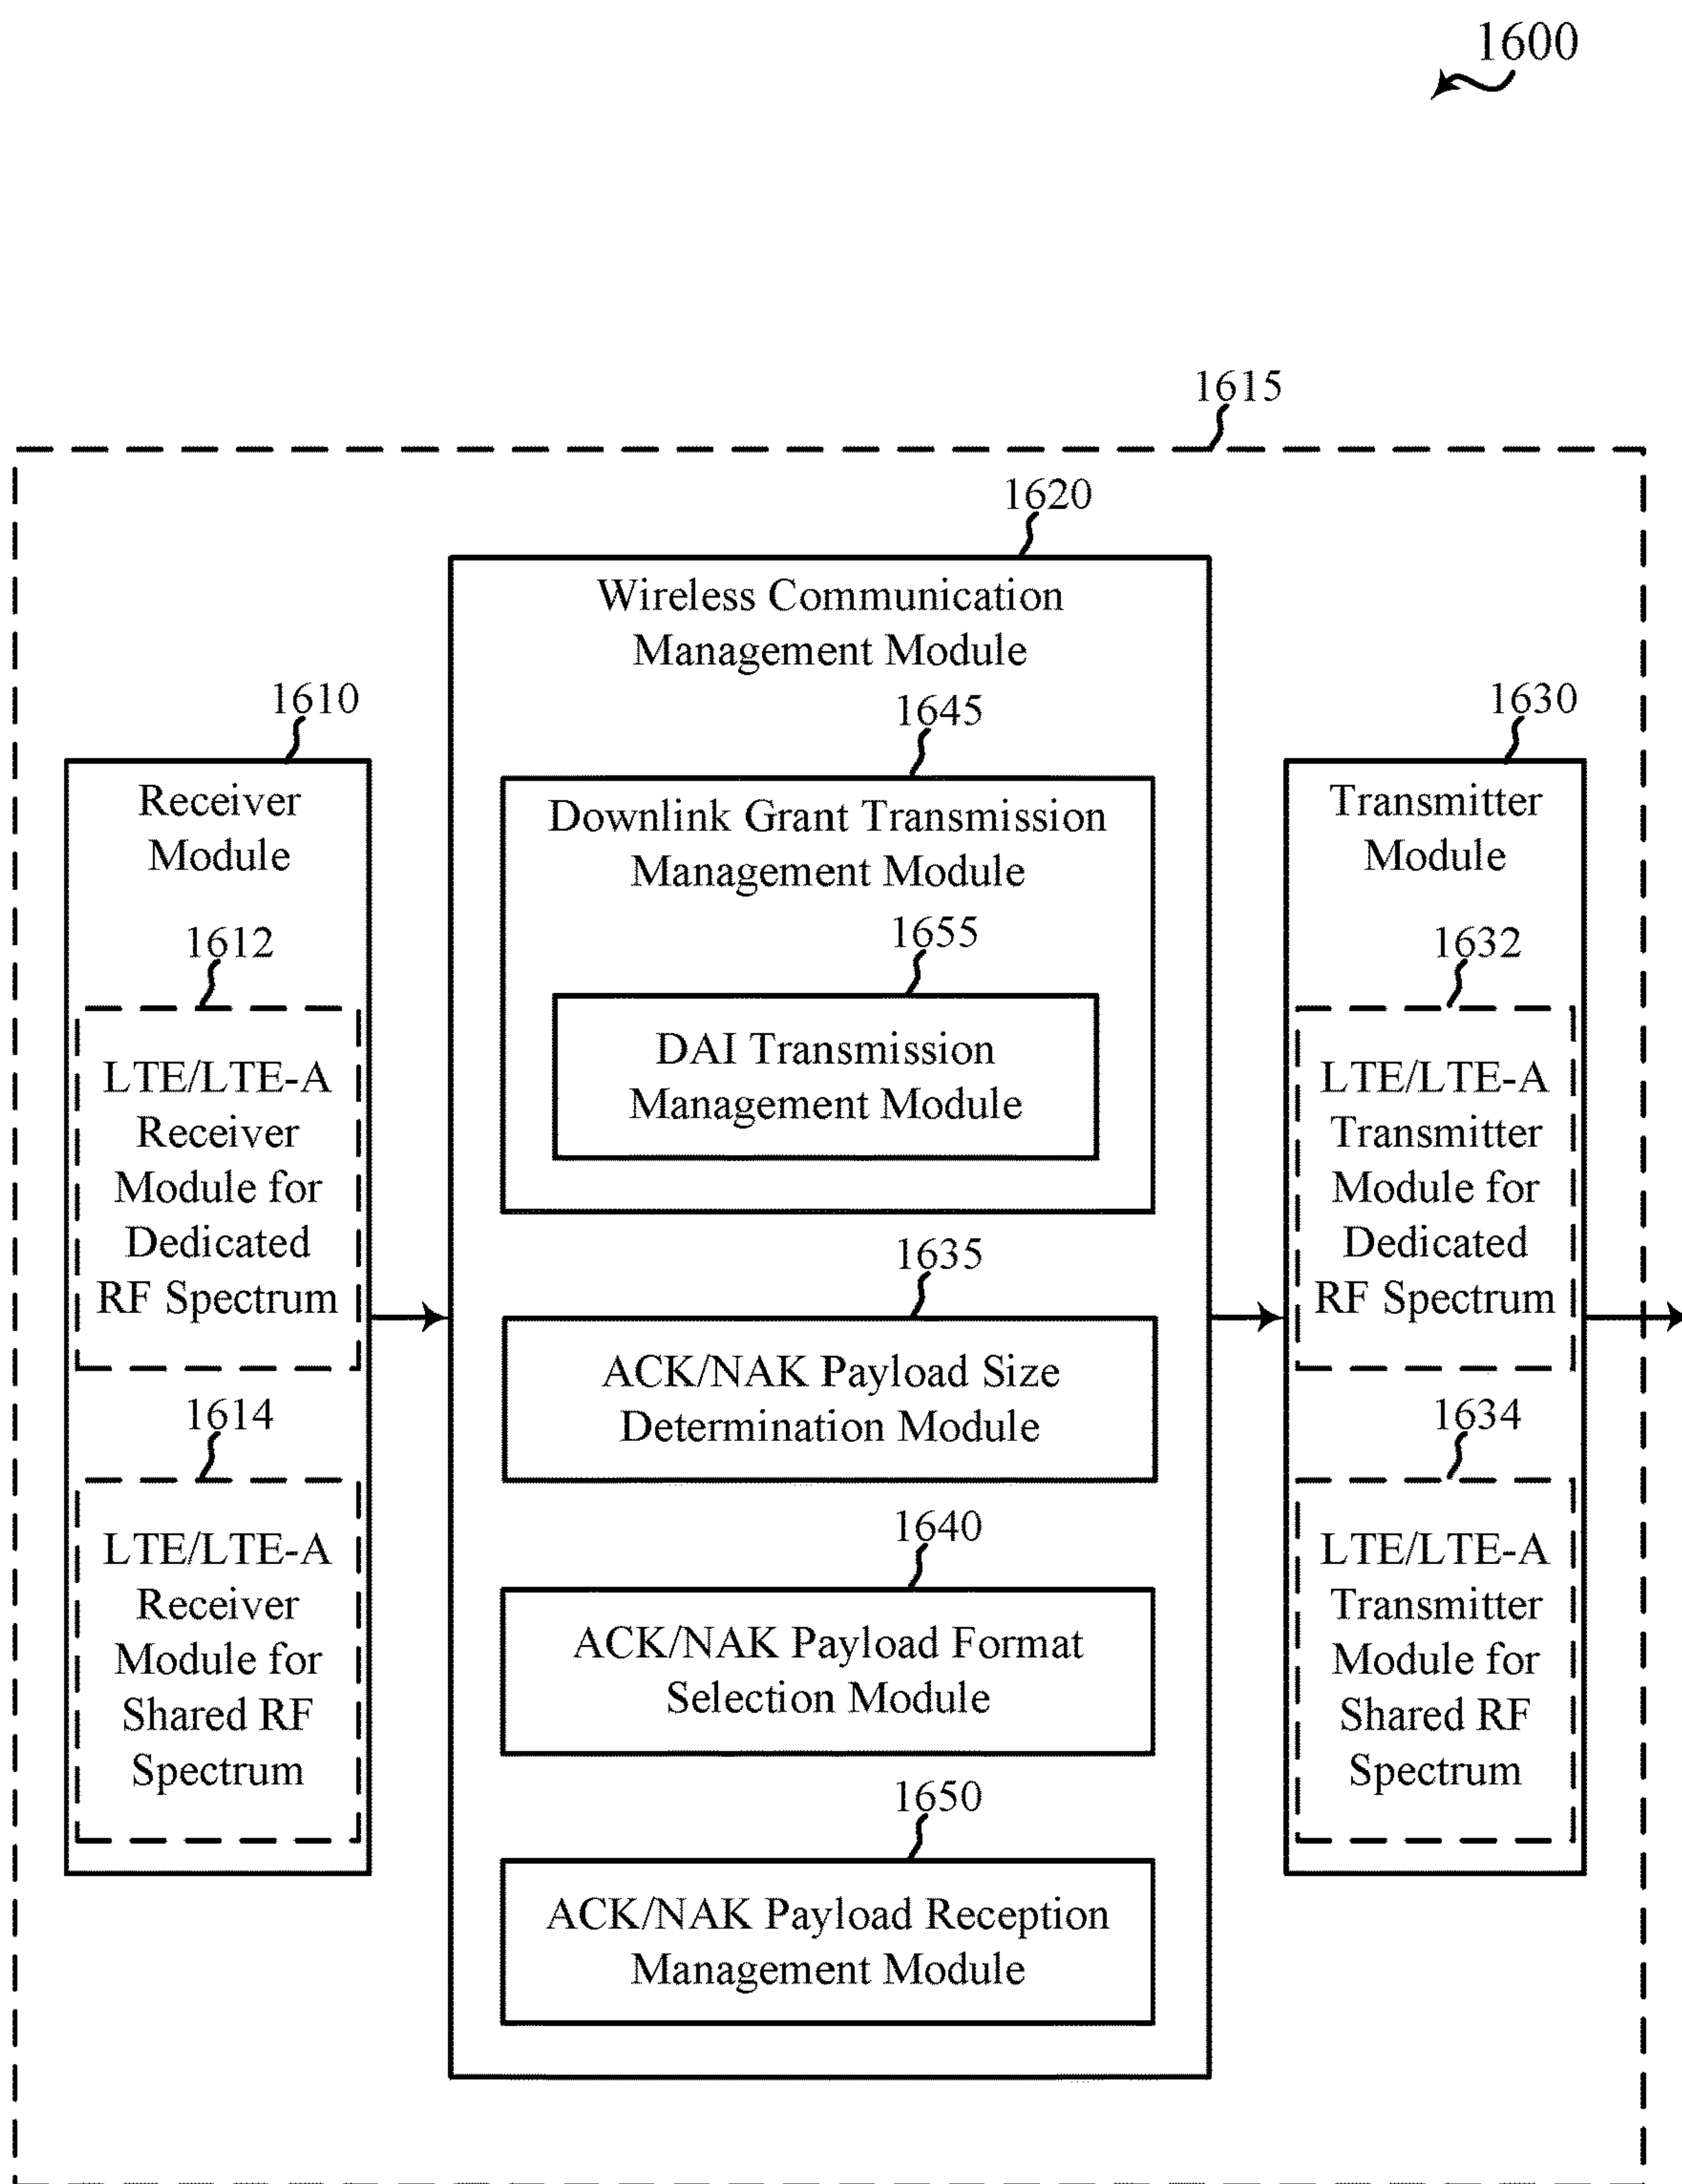 1600
1615
1620
Wireless Communication
Management Module
1610
Receiver
Module
1612
LTE/LTE-A
Receiver
Module for
Dedicated
RF Spectrum
1614
LTE/LTE-A
Receiver
Module for
Shared RF
Spectrum
1645
Downlink Grant Transmission
Management Module
1655
DAI Transmission
Management Module
1635
ACK/NAK Payload Size
Determination Module
1640
ACK/NAK Payload Format
Selection Module
1650
ACK/NAK Payload Reception
Management Module
1630
Transmitter
Module
1632
LTE/LTE-A
Transmitter
Module for
Dedicated
RF Spectrum
1634
LTE/LTE-A
Transmitter
Module for
Shared RF
Spectrum